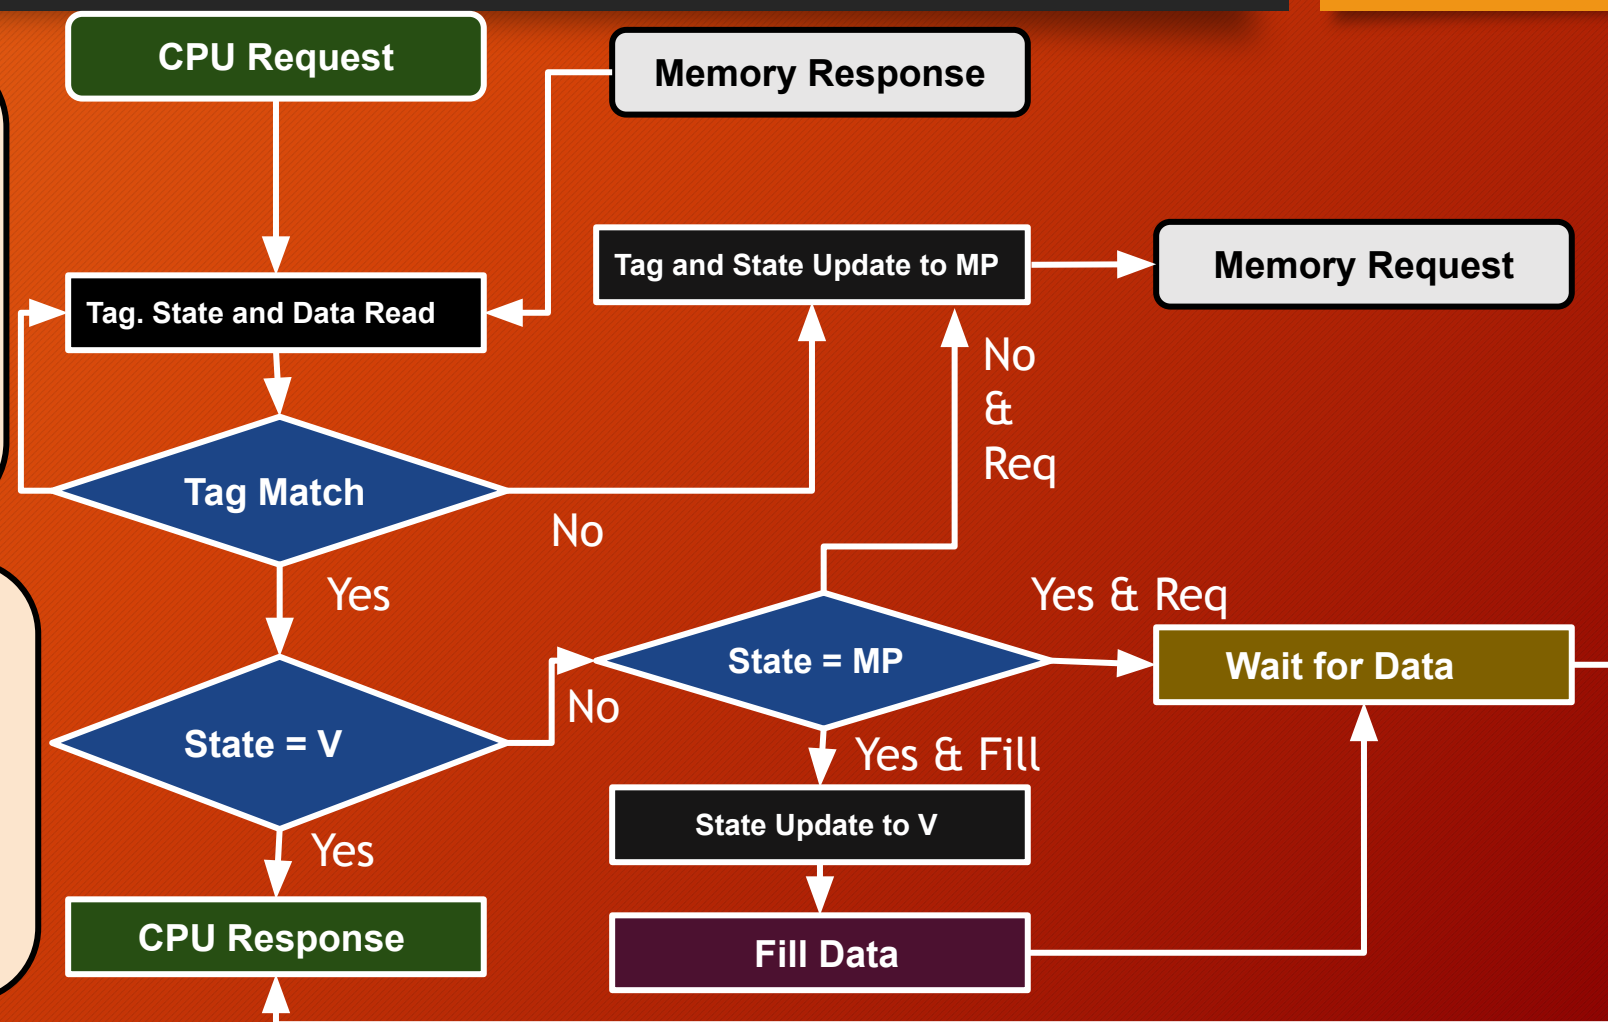 CPU Request
Memory Response
Tag and State Update to MP
Memory Request
Tag. State and Data Read
No
&
Req
Tag Match
No
Yes
Yes & Req
State = MP
Wait for Data
No
State = V
Yes & Fill
State Update to V
Yes
CPU Response
Fill Data